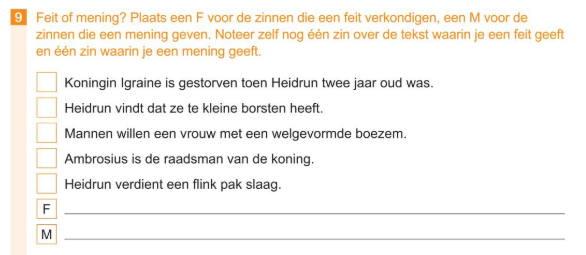 9 Feit of mening? Plaats een F voor de zinnen die een feit verkondigen, een M voor de
zinnen die een mening geven. Noteer zelf nog één zin over de tekst waarin je een feit geeft
en één zin waarin je een mening geeft.
Koningin Igraine is gestorven toen Heidrun twee jaar oud was.
Heidrun vindt dat ze te kleine borsten heeft.
Mannen willen een vrouw met een welgevormde boezem.
Ambrosius is de raadsman van de koning.
Heidrun verdient een flink pak slaag.
F
M